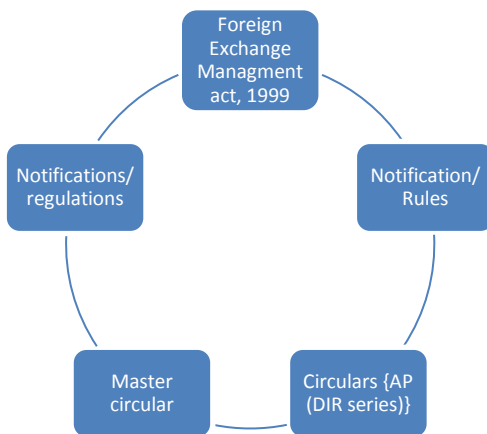 Foreign
Exchange
Managment
act, 1999
Notifications/
regulations
Notification/
Rules
Master
circular
Circulars {AP
(DIR series)}